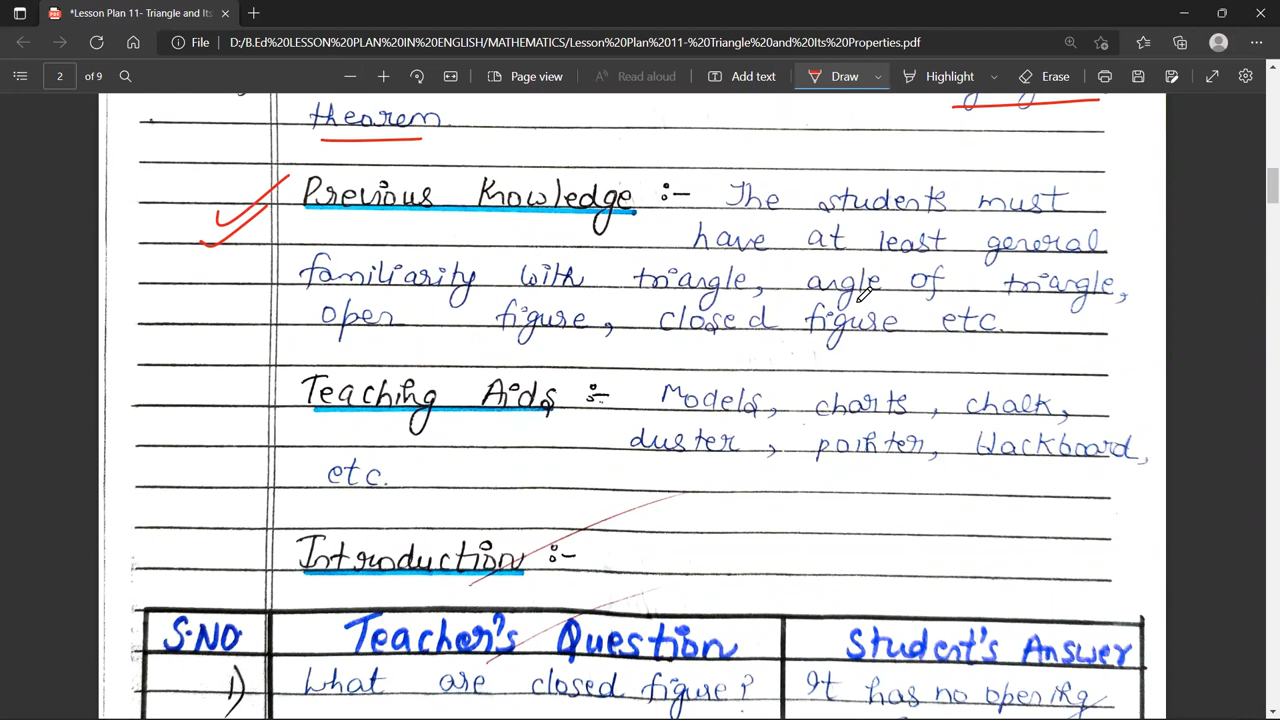 *Lesson Plan 11- Triangle and Its
File D:/B.Ed%20LESSON%20PLAN%20IN%20ENGLISH/MATHEMATICS/Lesson%20Plan%2011-%20Triangle%20and%20Its%20Properties.pdf
2 of 9 Page view Read aloud Add text Draw Highlight Erase
thearem
Previous Knowledge :- The students must
have at least general
familiarity with triangle, angle of triangle,
open figure, closed figure etc.
Teaching Aids :- Models, charts, chalk,
duster, pointer, blackboard,
etc.
Introduction :-
S.NO Teacher's Question Student's Answer
1) What are closed figure? It has no opening